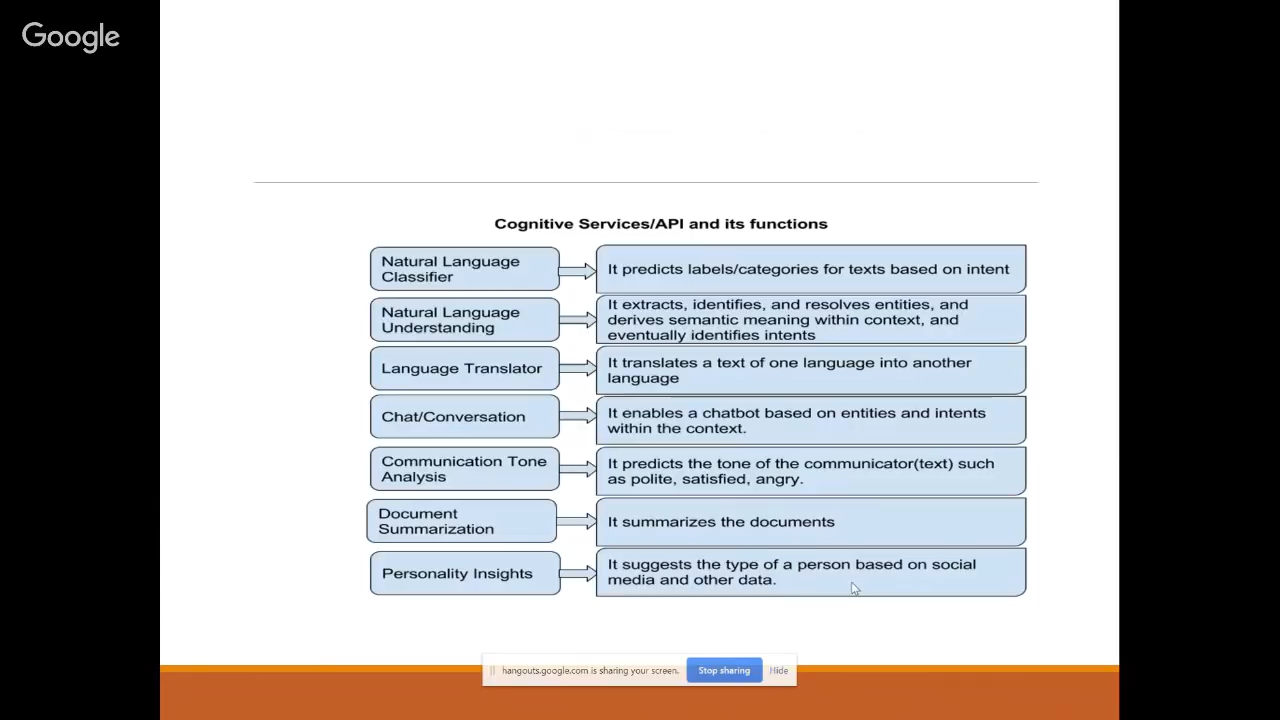 Google
Cognitive Services/API and its functions
Natural Language
Classifier
It predicts labels/categories for texts based on intent
Natural Language
Understanding
It extracts, identifies, and resolves entities, and
derives semantic meaning within context, and
eventually identifies intents
Language Translator
It translates a text of one language into another
language
Chat/Conversation
It enables a chatbot based on entities and intents
within the context.
Communication Tone
Analysis
It predicts the tone of the communicator(text) such
as polite, satisfied, angry.
Document
Summarization
It summarizes the documents
Personality Insights
It suggests the type of a person based on social
media and other data.
hangouts.google.com is sharing your screen.
Stop sharing
Hide